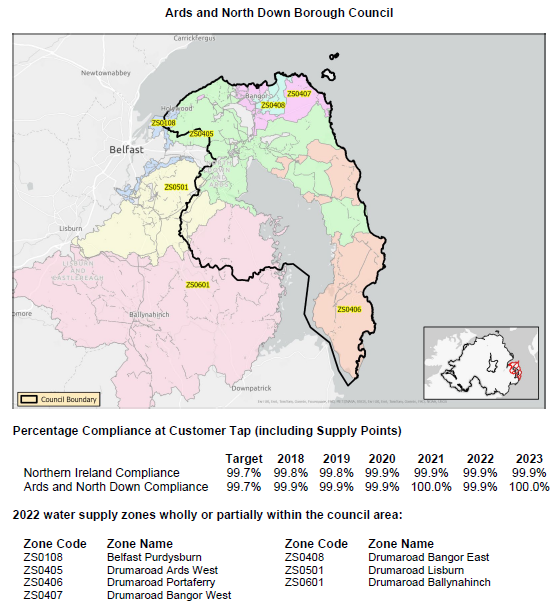 Ards and North Down Borough Council
Carrickfergus
Newtownabbey
Bangor
ZS0407
ZS0408
Holywood
ZS0108
ZS0405
Belfast
ZS0501
Lisburn
LISBURN
AND
CASTLEREAGH
ZS0601
ZS0406
Ballynahinch
more
Downpatrick
Council Boundary
Percentage Compliance at Customer Tap (including Supply Points)
Target 2018 2019 2020 2021 2022 2023
Northern Ireland Compliance 99.7% 99.8% 99.8% 99.9% 99.9% 99.9% 99.9%
Ards and North Down Compliance 99.7% 99.9% 99.9% 99.9% 100.0% 99.9% 100.0%
2022 water supply zones wholly or partially within the council area:
Zone Code Zone Name Zone Code Zone Name
ZS0108 Belfast Purdysburn ZS0408 Drumaroad Bangor East
ZS0405 Drumaroad Ards West ZS0501 Drumaroad Lisburn
ZS0406 Drumaroad Portaferry ZS0601 Drumaroad Ballynahinch
ZS0407 Drumaroad Bangor West